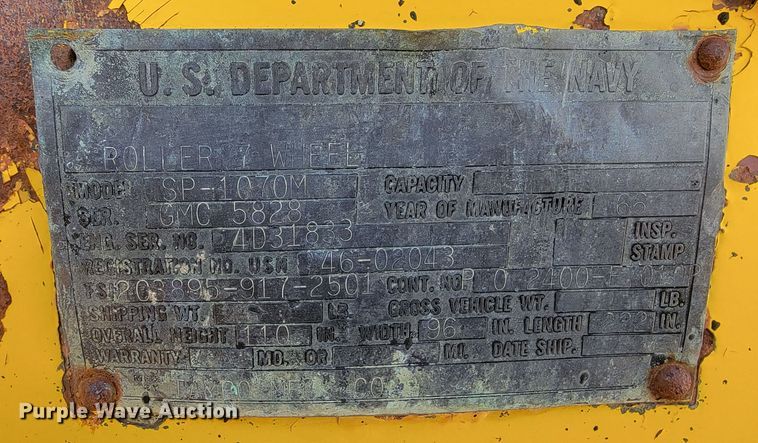 U. S. DEPARTMENT OF THE NAVY
ROLLER 7 WHEEL
MODEL SP-1070M CAPACITY
SER. GMC 5828 YEAR OF MANUFACTURE 66
ENG. SER. NO. 4D31833 INSP.
REGISTRATION NO. USN 46-02043 STAMP
FSN 203895-917-2501 CONT. NO.
SHIPPING WT. LB. GROSS VEHICLE WT. LB.
OVERALL HEIGHT 110 IN. WIDTH 96 IN. LENGTH IN.
WARRANTY MO. OR MI. DATE SHIP.
CO.
Purple Wave Auction